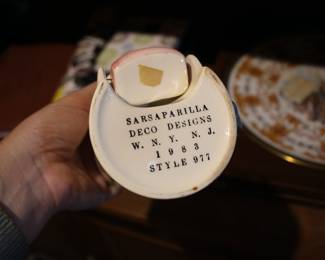 SARSAPARILLA
DECO DESIGNS
W. N.Y. N.J.
1983
STYLE 977